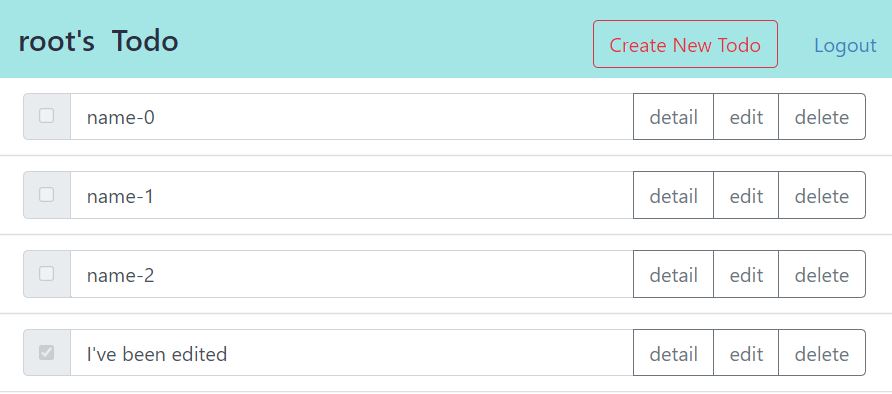 root's Todo Create New Todo Logout
name-0 detail edit delete
name-1 detail edit delete
name-2 detail edit delete
I've been edited detail edit delete